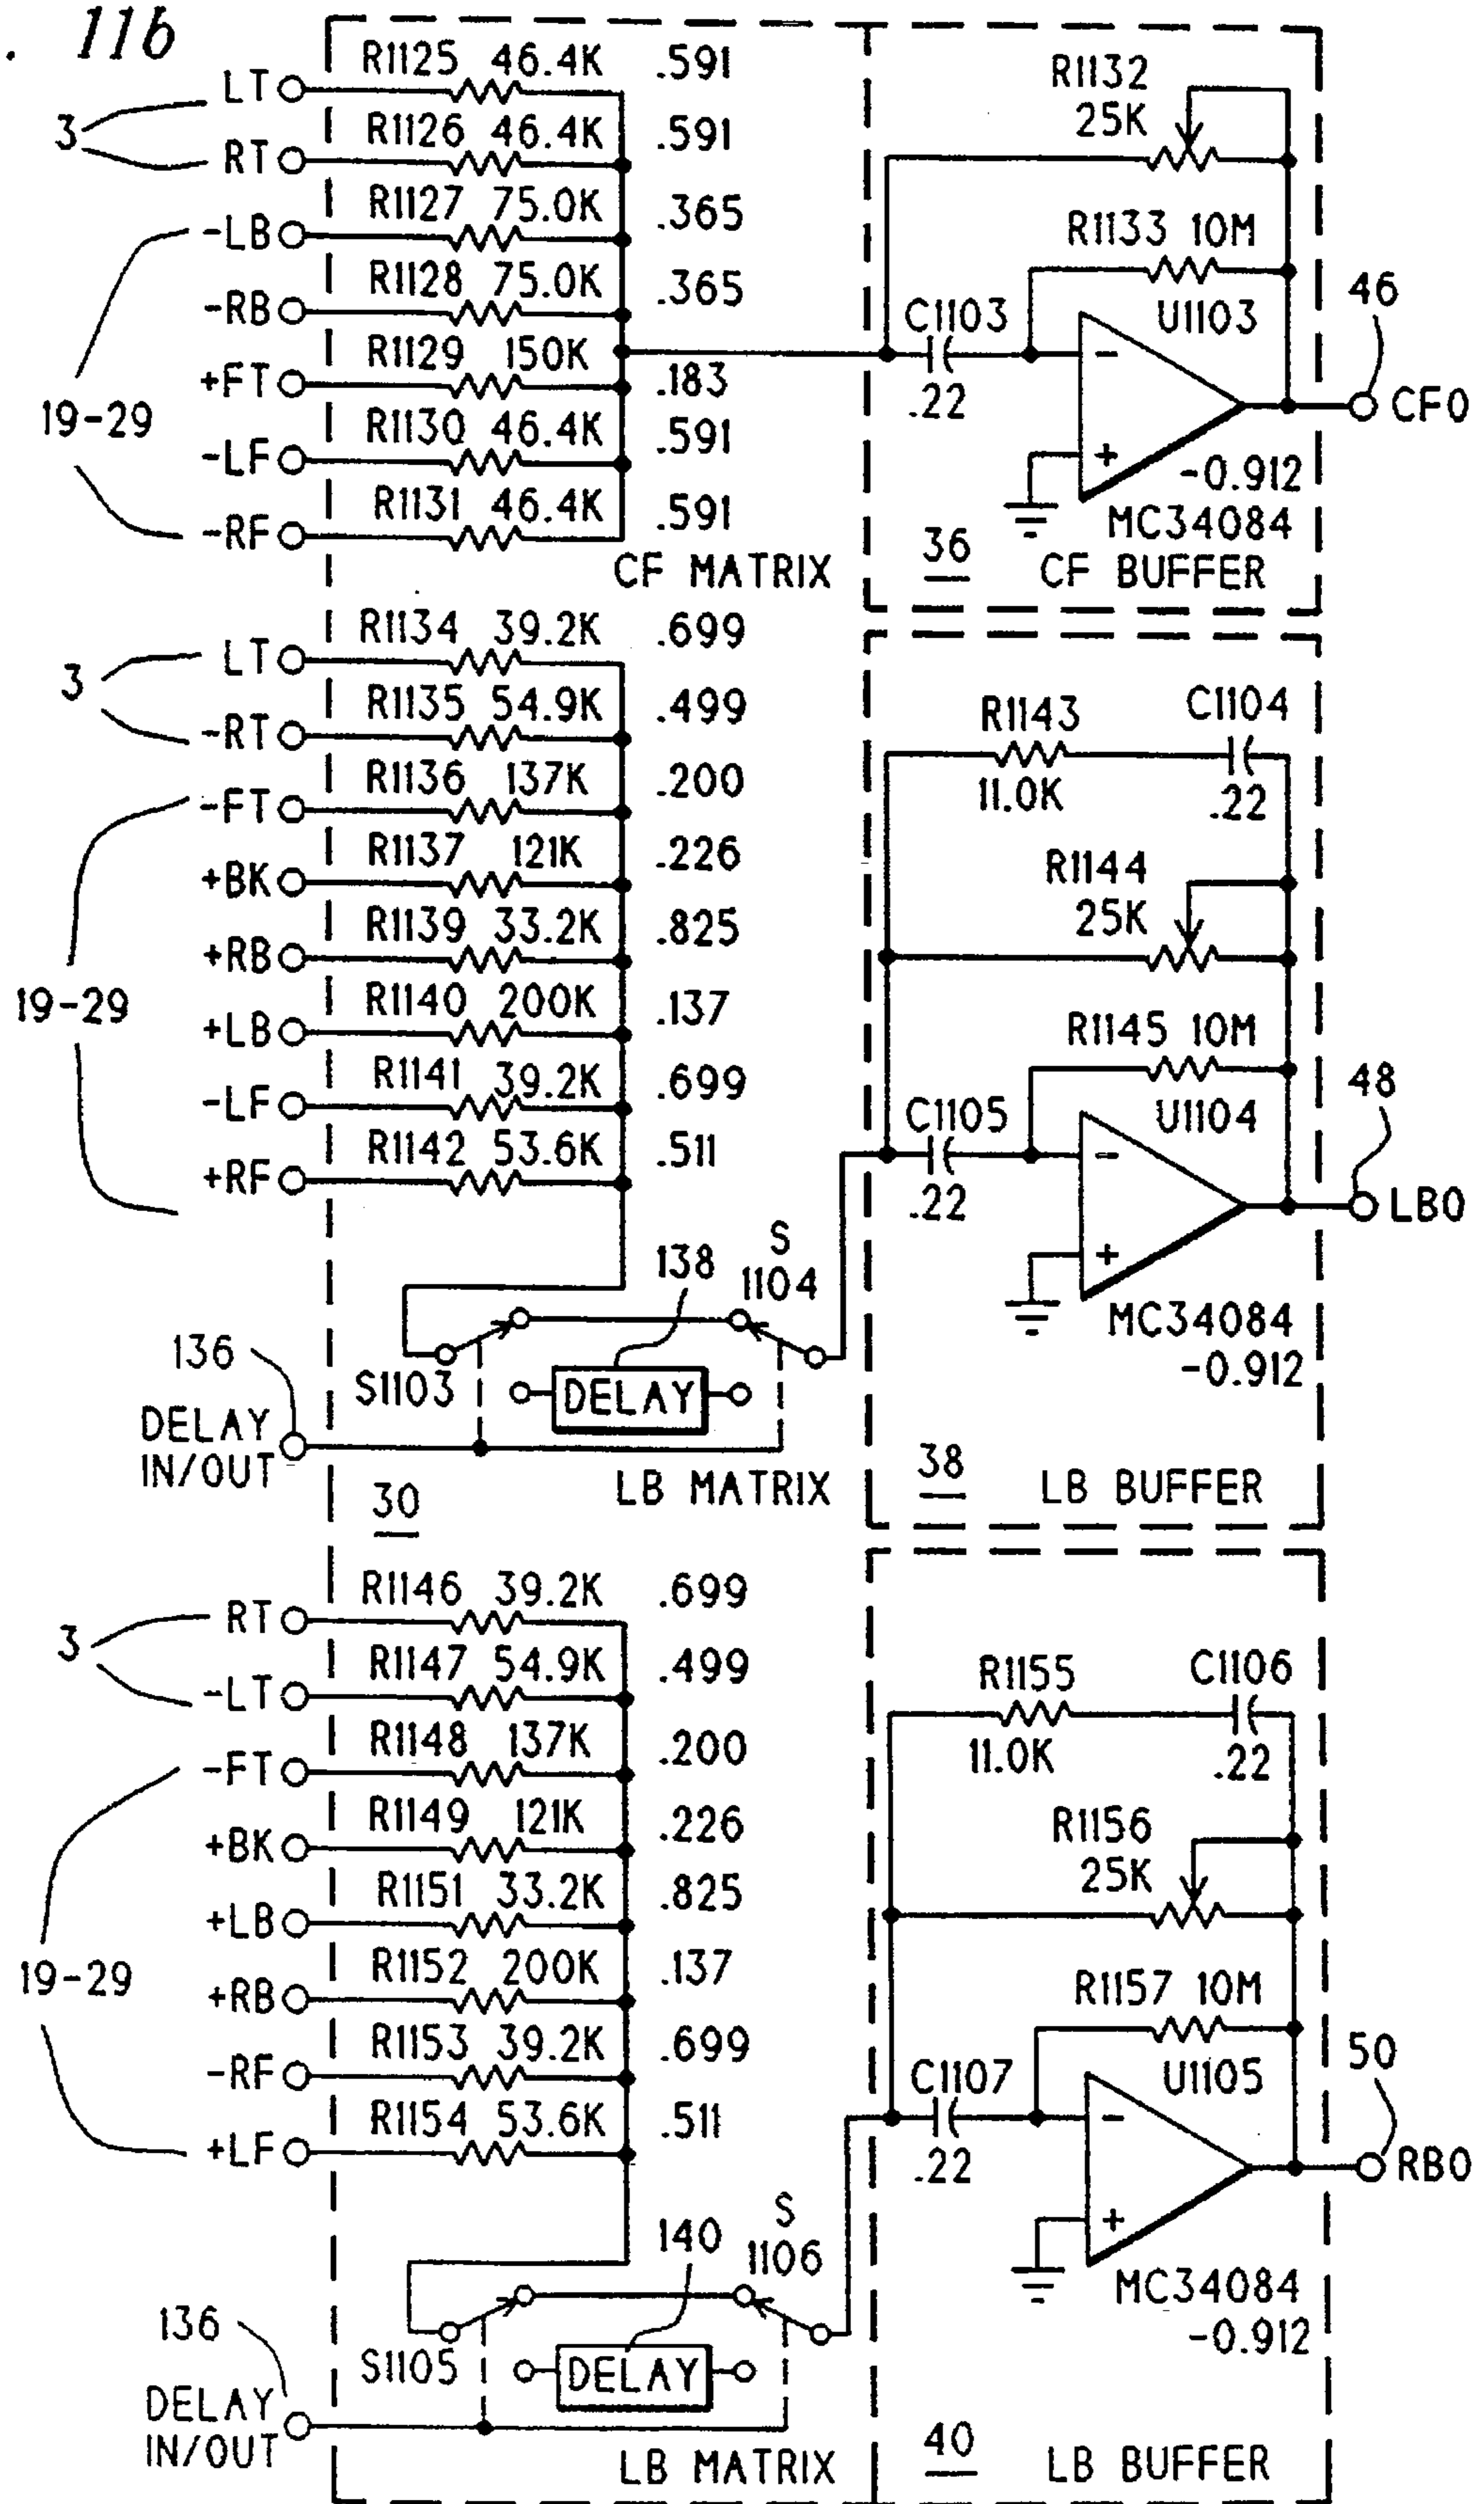 . 11b
LT R1125 46.4K .591
3
RT R1126 46.4K .591
-LB R1127 75.0K .365
-RB R1128 75.0K .365
+FT R1129 150K .183
19-29
-LF R1130 46.4K .591
-RF R1131 46.4K .591
CF MATRIX
R1132
25K
R1133 10M
C1103
.22
U1103
-
+
-0.912
MC34084
36
CF BUFFER
46
CFO
LT R1134 39.2K .699
3
-RT R1135 54.9K .499
-FT R1136 137K .200
+BK R1137 121K .226
+RB R1139 33.2K .825
19-29
+LB R1140 200K .137
-LF R1141 39.2K .699
+RF R1142 53.6K .511
138
S
1104
136
S1103
DELAY
DELAY
IN/OUT
LB MATRIX
30
R1143
11.0K
C1104
.22
R1144
25K
R1145 10M
C1105
.22
U1104
-
+
MC34084
-0.912
38
LB BUFFER
48
LBO
RT R1146 39.2K .699
3
-LT R1147 54.9K .499
-FT R1148 137K .200
+BK R1149 121K .226
+LB R1151 33.2K .825
19-29
+RB R1152 200K .137
-RF R1153 39.2K .699
+LF R1154 53.6K .511
140
S
1106
136
S1105
DELAY
DELAY
IN/OUT
LB MATRIX
R1155
11.0K
C1106
.22
R1156
25K
R1157 10M
C1107
.22
U1105
-
+
MC34084
-0.912
40
LB BUFFER
50
RBO